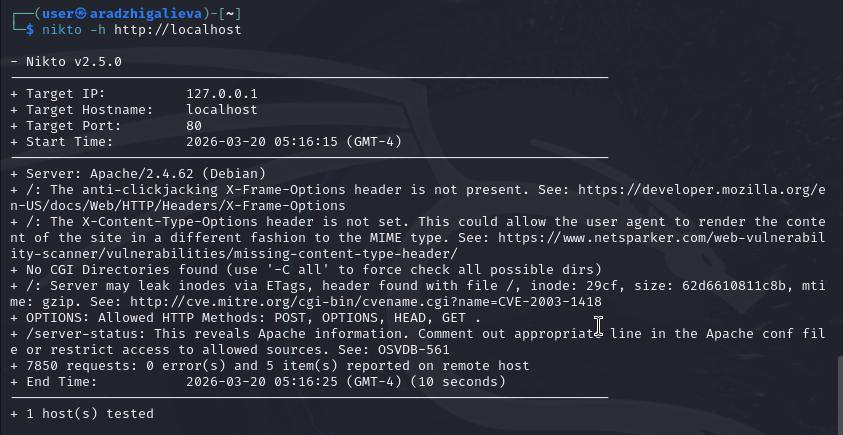 ┌──(user㉿aradzhigalieva)-[~]
└─$ nikto -h http://localhost
- Nikto v2.5.0
---------------------------------------------------------------------------
+ Target IP:          127.0.0.1
+ Target Hostname:    localhost
+ Target Port:        80
+ Start Time:         2026-03-20 05:16:15 (GMT-4)
---------------------------------------------------------------------------
+ Server: Apache/2.4.62 (Debian)
+ /: The anti-clickjacking X-Frame-Options header is not present. See: https://developer.mozilla.org/e
n-US/docs/Web/HTTP/Headers/X-Frame-Options
+ /: The X-Content-Type-Options header is not set. This could allow the user agent to render the conte
nt of the site in a different fashion to the MIME type. See: https://www.netsparker.com/web-vulnerabil
ity-scanner/vulnerabilities/missing-content-type-header/
+ No CGI Directories found (use '-C all' to force check all possible dirs)
+ /: Server may leak inodes via ETags, header found with file /, inode: 29cf, size: 62d6610811c8b, mti
me: gzip. See: http://cve.mitre.org/cgi-bin/cvename.cgi?name=CVE-2003-1418
+ OPTIONS: Allowed HTTP Methods: POST, OPTIONS, HEAD, GET .
+ /server-status: This reveals Apache information. Comment out appropriate line in the Apache conf fil
e or restrict access to allowed sources. See: OSVDB-561
+ 7850 requests: 0 error(s) and 5 item(s) reported on remote host
+ End Time:           2026-03-20 05:16:25 (GMT-4) (10 seconds)
---------------------------------------------------------------------------
+ 1 host(s) tested